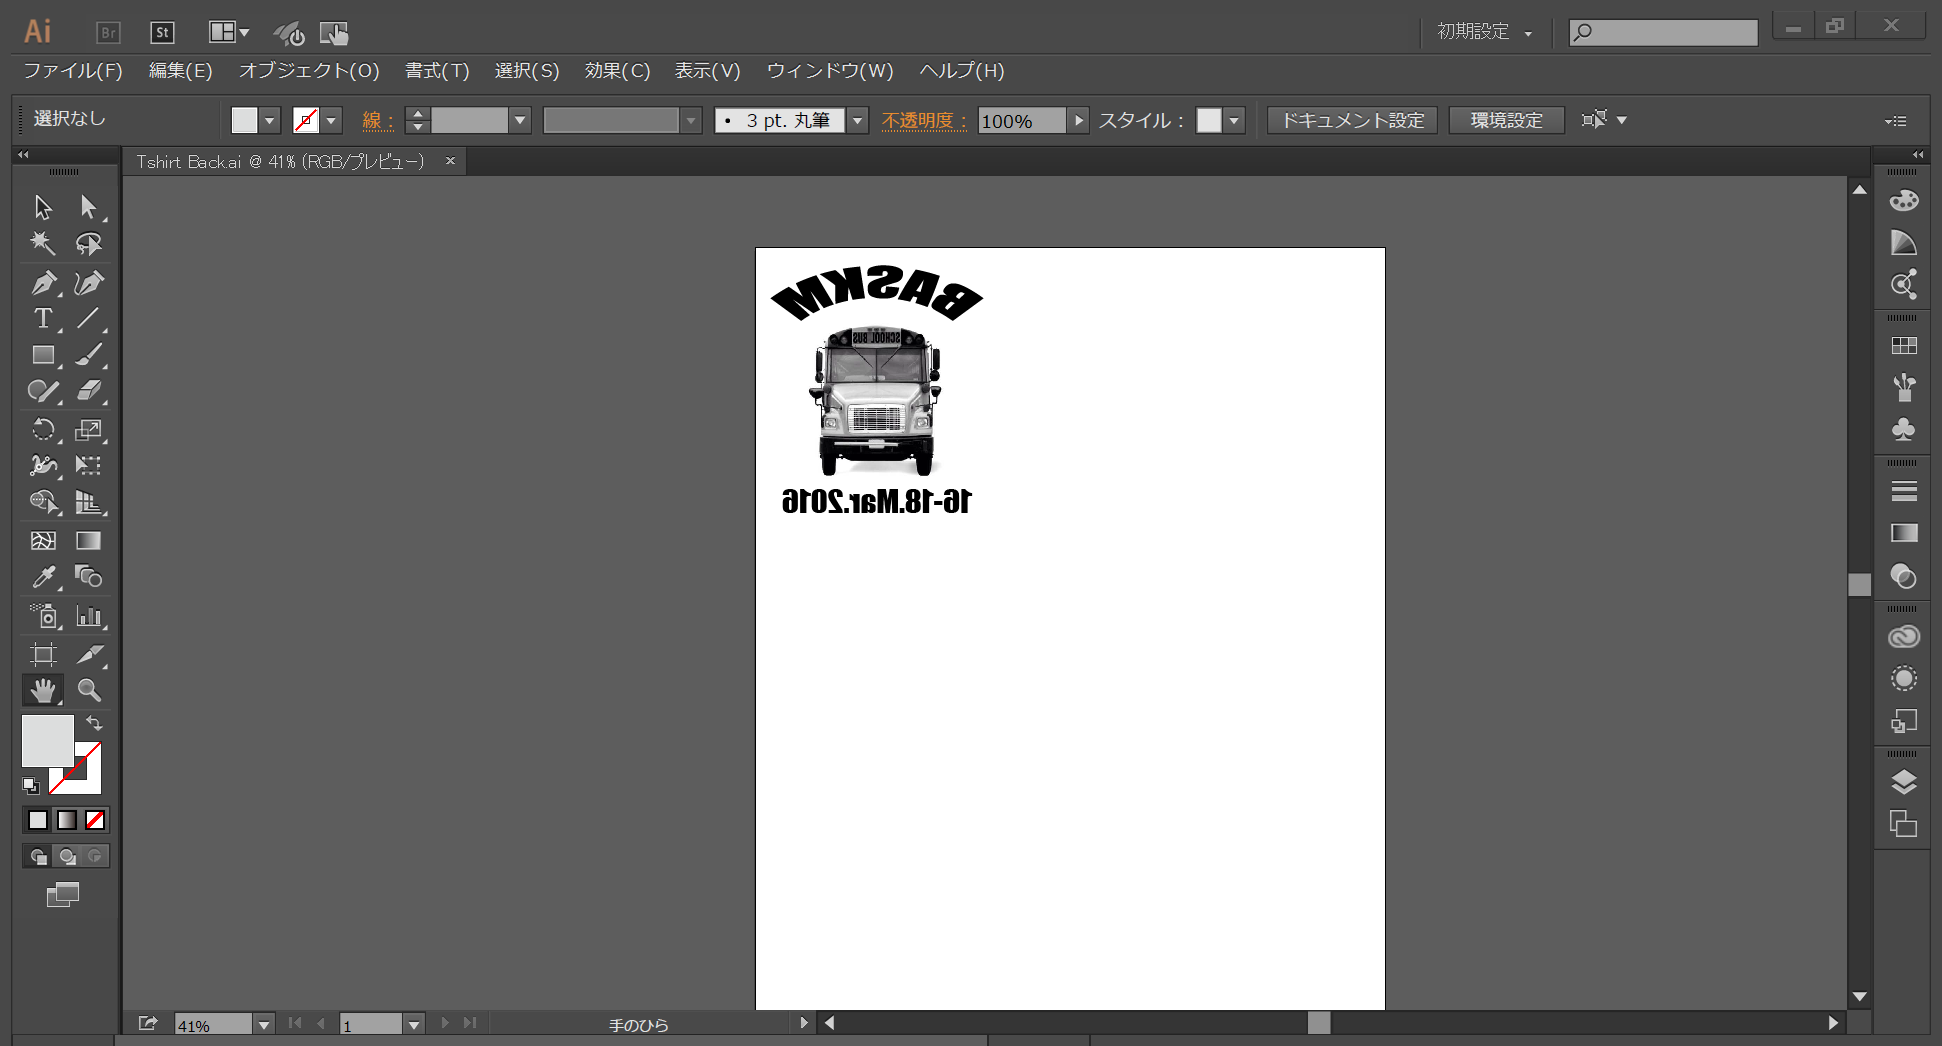 Ai Br St 初期設定
ファイル(F) 編集(E) オブジェクト(O) 書式(T) 選択(S) 効果(C) 表示(V) ウィンドウ(W) ヘルプ(H)
選択なし 線： 3 pt. 丸筆 不透明度： 100% スタイル： ドキュメント設定 環境設定
Tshirt Back.ai @ 41% (RGB/プレビュー) ×
BASKM
SCHOOL BUS
16-18.Mar.2016
T
41% 1 手のひら